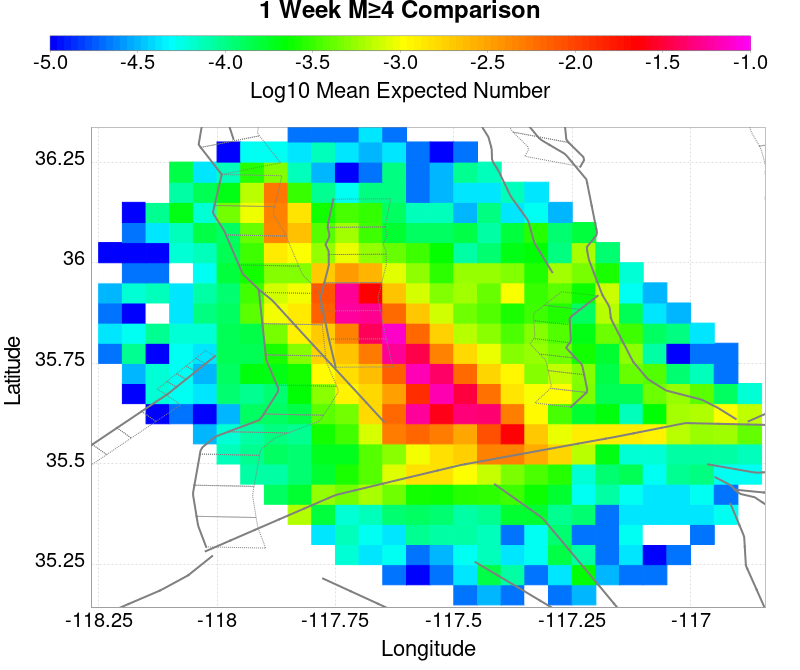 1 Week M≥4 Comparison
-5.0 -4.5 -4.0 -3.5 -3.0 -2.5 -2.0 -1.5 -1.0
Log10 Mean Expected Number
36.25
36
35.75
35.5
35.25
Latitude
-118.25 -118 -117.75 -117.5 -117.25 -117
Longitude